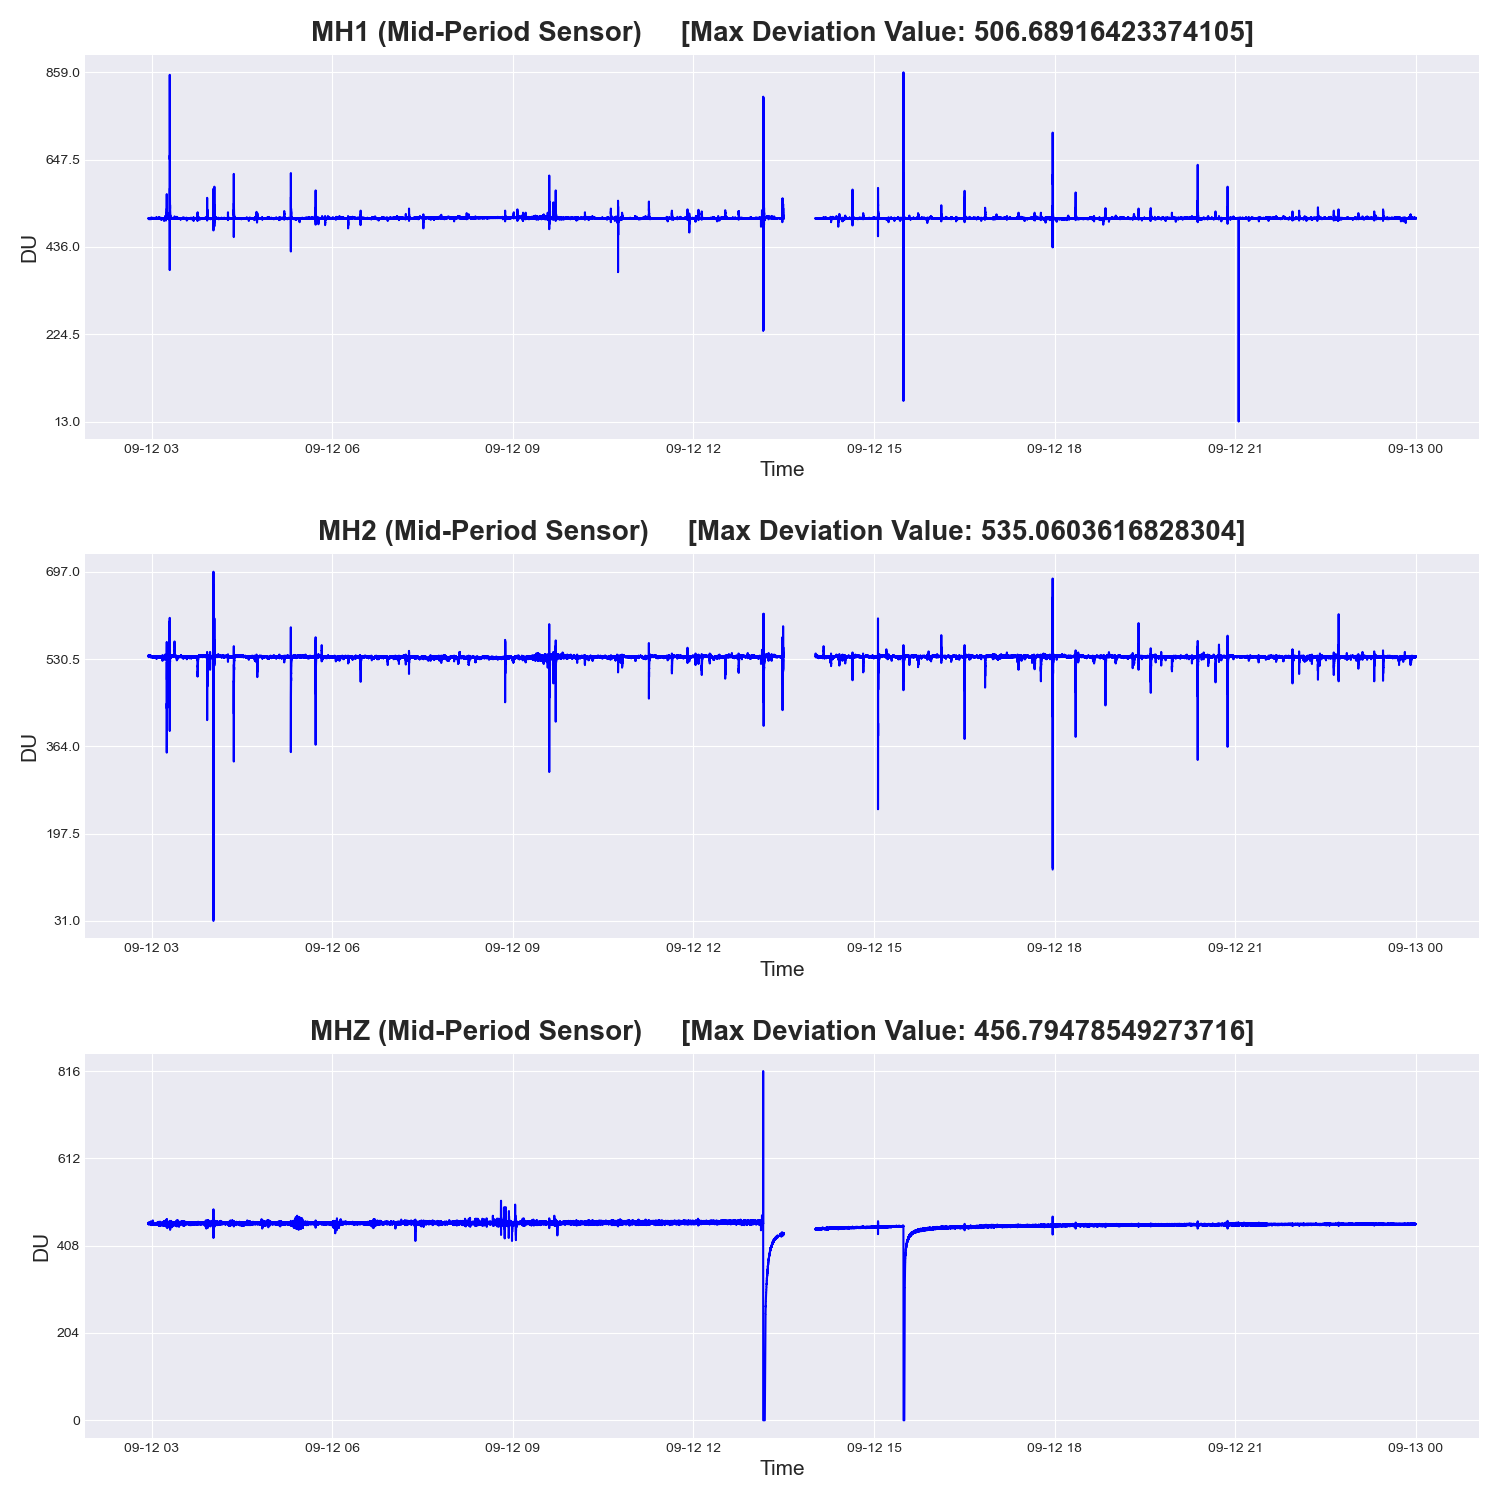 MH1 (Mid-Period Sensor) [Max Deviation Value: 506.68916423374105]
859.0
647.5
436.0
224.5
13.0
DU
09-12 03 09-12 06 09-12 09 09-12 12 09-12 15 09-12 18 09-12 21 09-13 00
Time
MH2 (Mid-Period Sensor) [Max Deviation Value: 535.0603616828304]
697.0
530.5
364.0
197.5
31.0
DU
09-12 03 09-12 06 09-12 09 09-12 12 09-12 15 09-12 18 09-12 21 09-13 00
Time
MHZ (Mid-Period Sensor) [Max Deviation Value: 456.79478549273716]
816
612
408
204
0
DU
09-12 03 09-12 06 09-12 09 09-12 12 09-12 15 09-12 18 09-12 21 09-13 00
Time